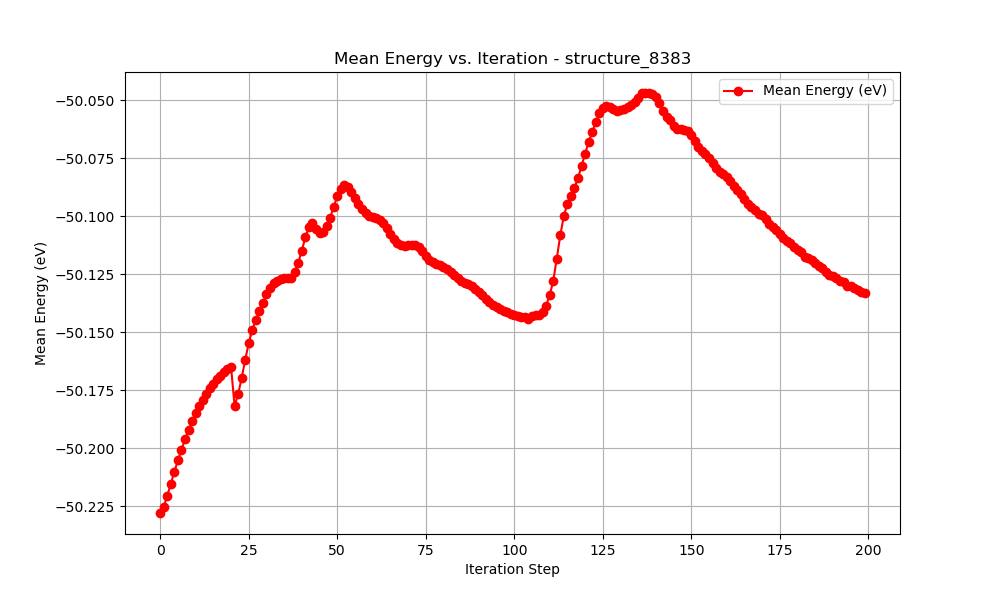 Mean Energy vs. Iteration - structure_8383
Mean Energy (eV)
−50.050
−50.075
−50.100
−50.125
−50.150
−50.175
−50.200
−50.225
Mean Energy (eV)
0 25 50 75 100 125 150 175 200
Iteration Step